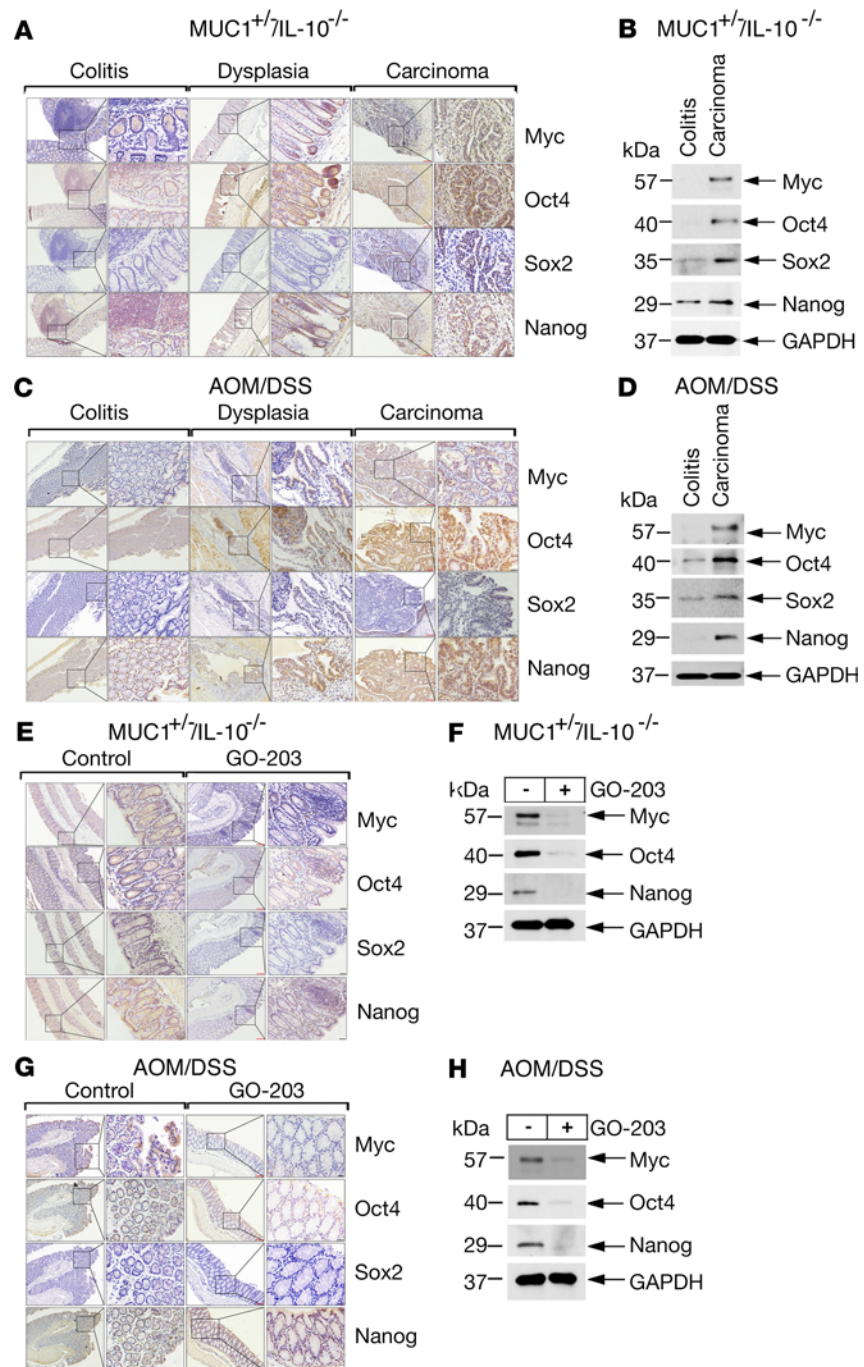 A MUC1+/-/IL-10-/-
Colitis Dysplasia Carcinoma
Myc
Oct4
Sox2
Nanog
B MUC1+/-/IL-10-/-
Colitis
Carcinoma
kDa
57 Myc
40 Oct4
35 Sox2
29 Nanog
37 GAPDH
C AOM/DSS
Colitis Dysplasia Carcinoma
Myc
Oct4
Sox2
Nanog
D AOM/DSS
Colitis
Carcinoma
kDa
57 Myc
40 Oct4
35 Sox2
29 Nanog
37 GAPDH
E MUC1+/-/IL-10-/-
Control GO-203
Myc
Oct4
Sox2
Nanog
F MUC1+/-/IL-10-/-
kDa - + GO-203
57 Myc
40 Oct4
29 Nanog
37 GAPDH
G AOM/DSS
Control GO-203
Myc
Oct4
Sox2
Nanog
H AOM/DSS
kDa - + GO-203
57 Myc
40 Oct4
29 Nanog
37 GAPDH